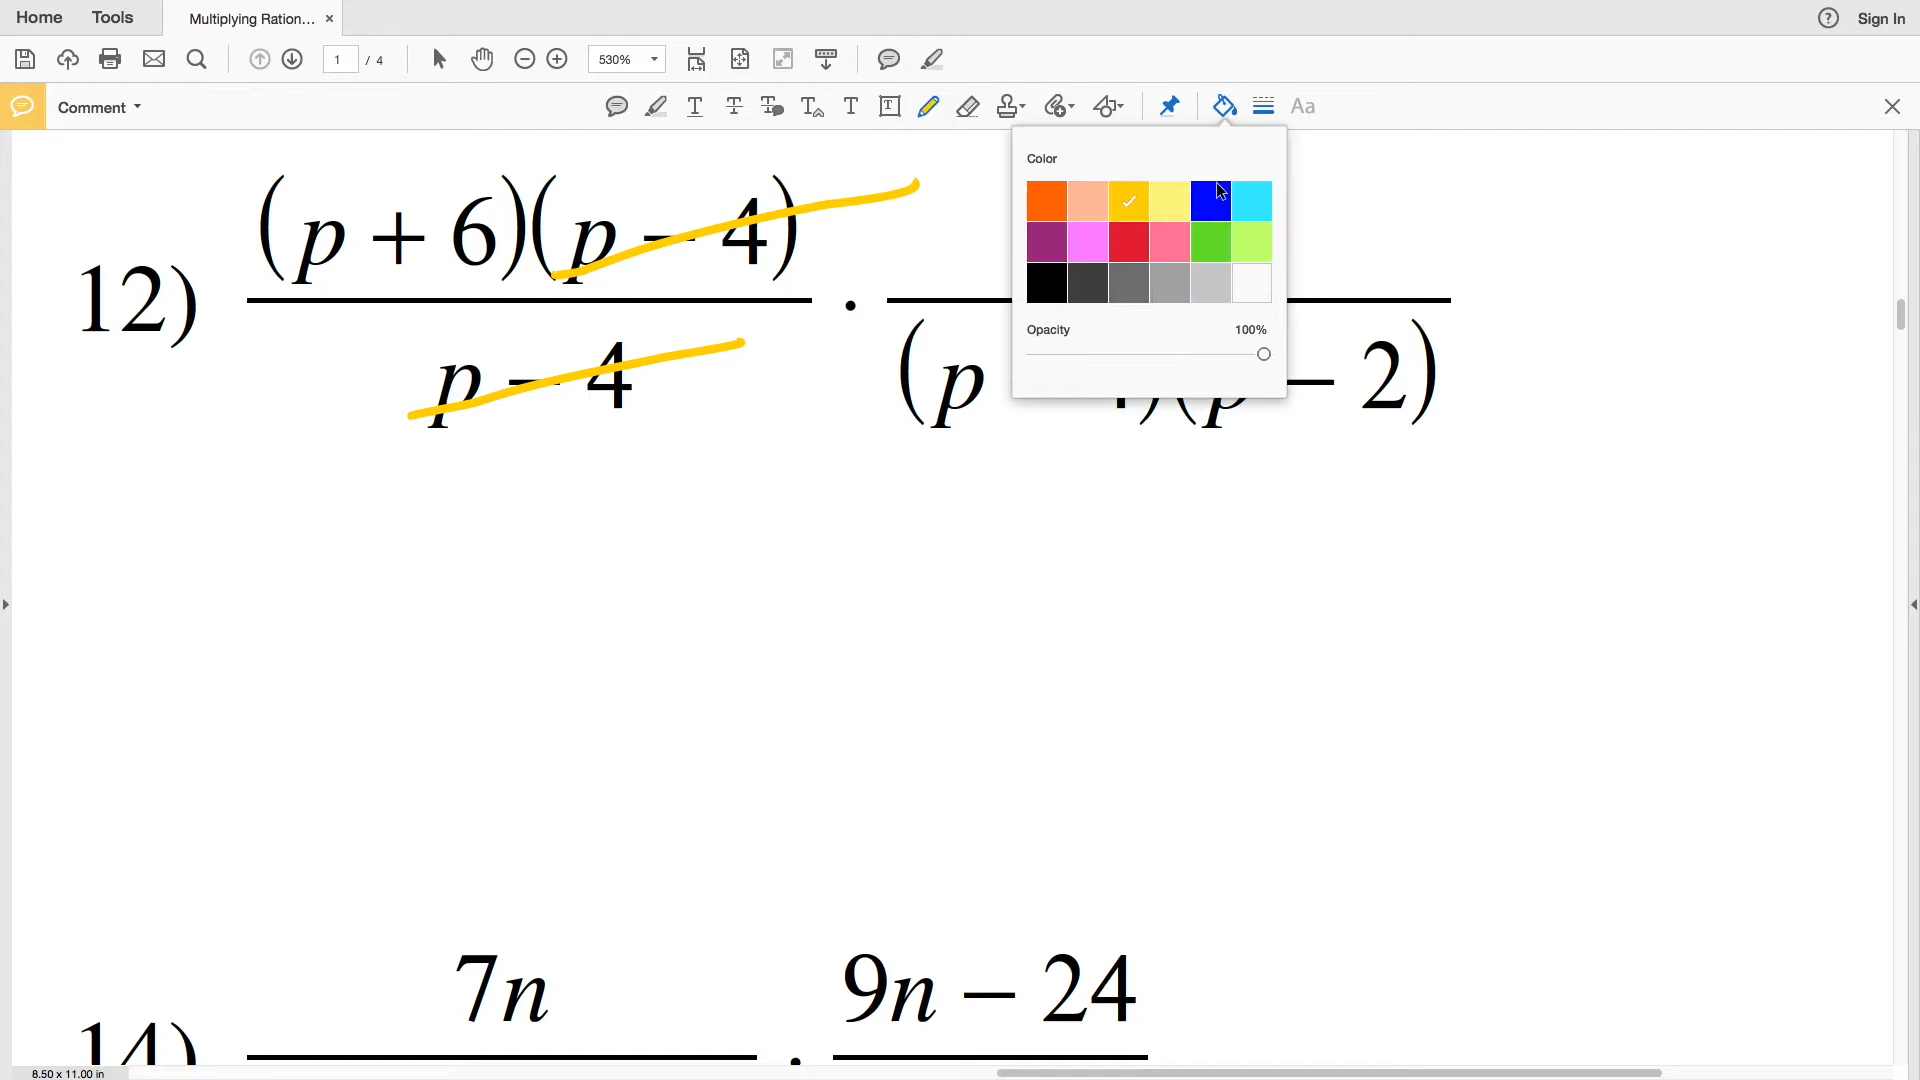 Home Tools Multiplying Ration... × ? Sign In
1 / 4 530%
Comment T T T T T T Aa
Color
Opacity 100%
12) (p + 6)(p − 4)
p − 4 · (p − 2)
(p
7n 9n − 24
14) ·
8.50 x 11.00 in